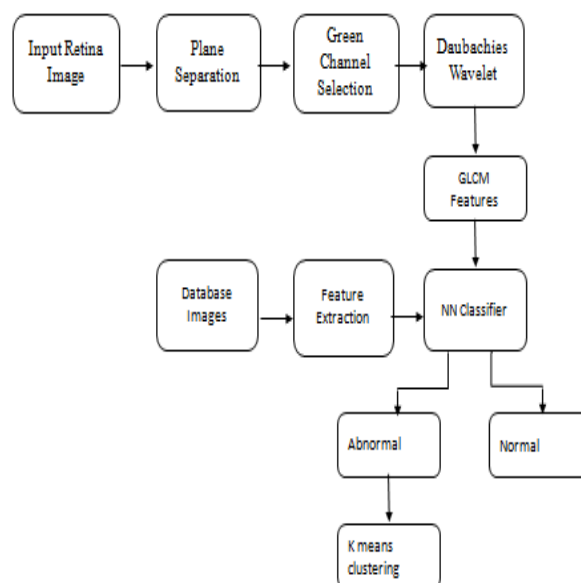 Input Retina
Image
Plane
Separation
Green
Channel
Selection
Daubachies
Wavelet
GLCM
Features
Database
Images
Feature
Extraction
NN Classifier
Abnormal
Normal
K means
clustering